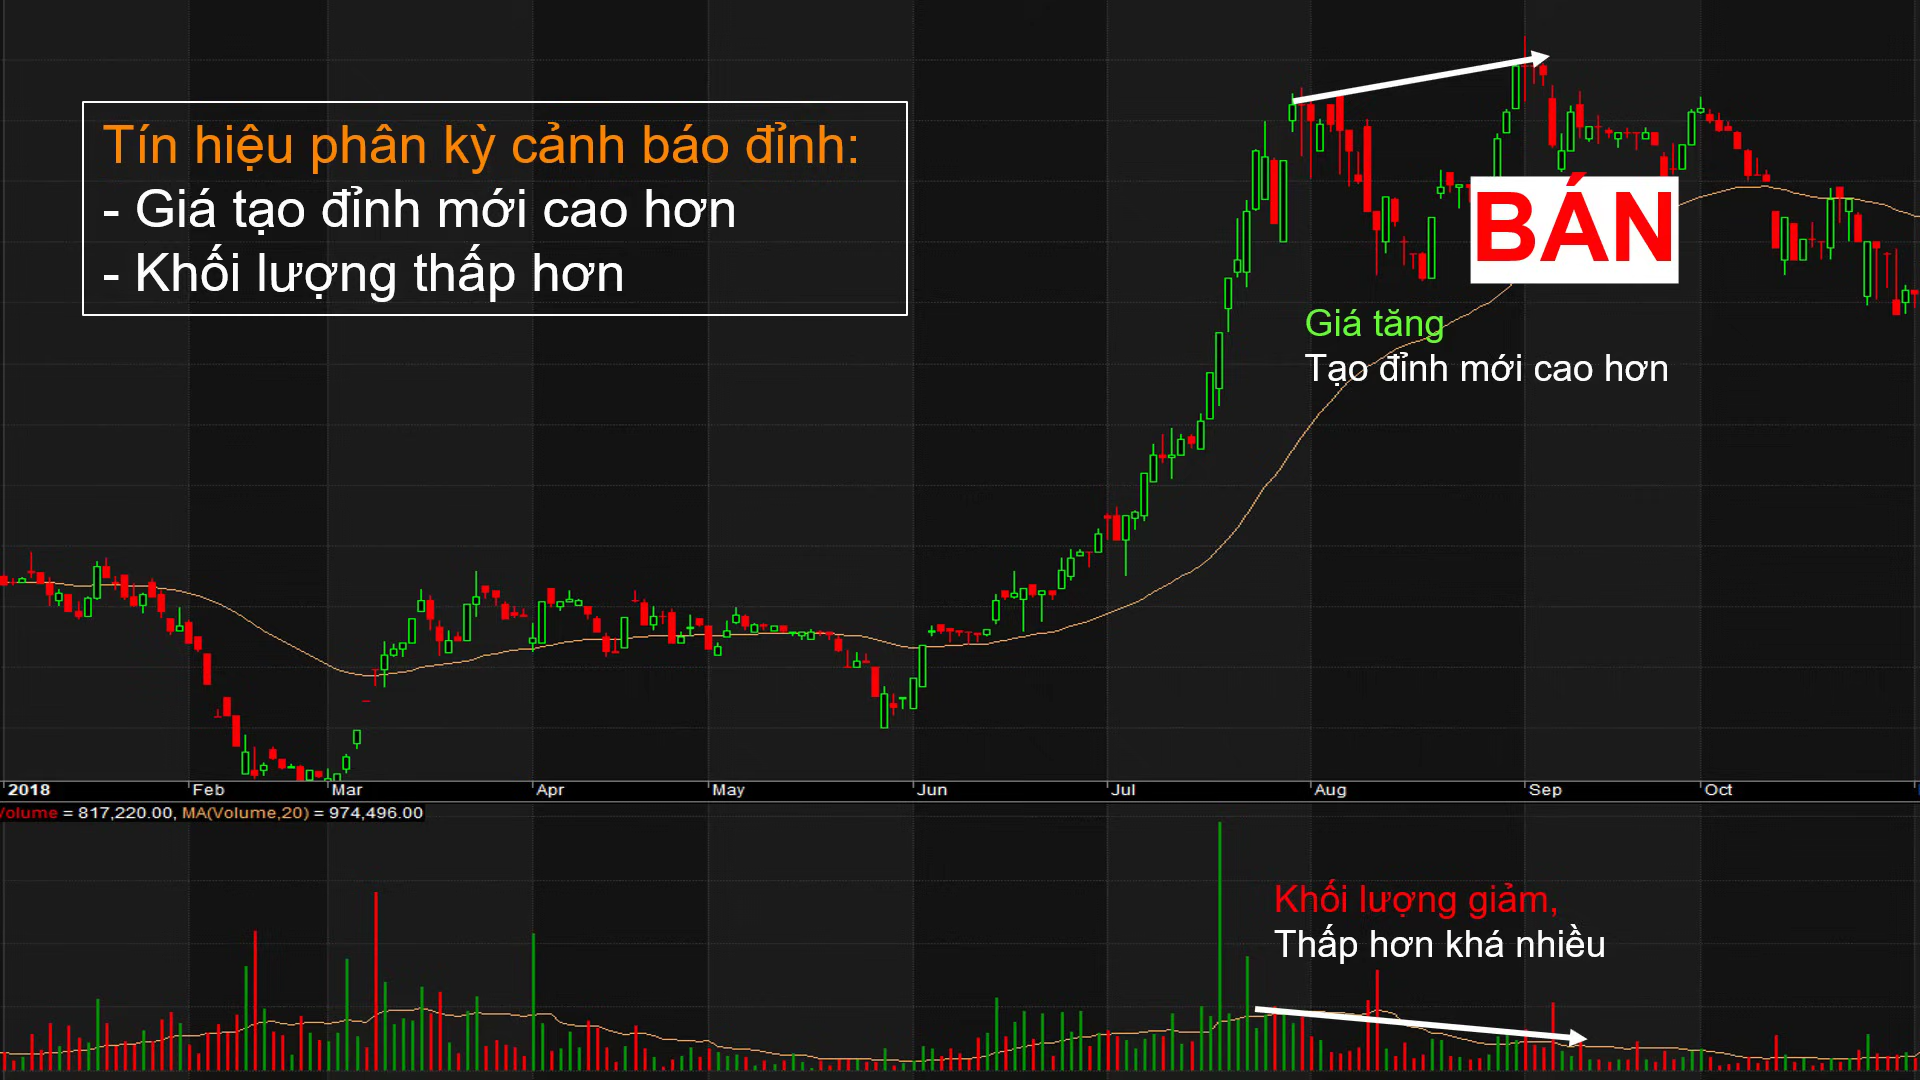 Tín hiệu phân kỳ cảnh báo đỉnh:
- Giá tạo đỉnh mới cao hơn
- Khối lượng thấp hơn
BÁN
Giá tăng
Tạo đỉnh mới cao hơn
2018 Feb Mar Apr May Jun Jul Aug Sep Oct
Volume = 817,220.00, MA(Volume,20) = 974,496.00
Khối lượng giảm,
Thấp hơn khá nhiều